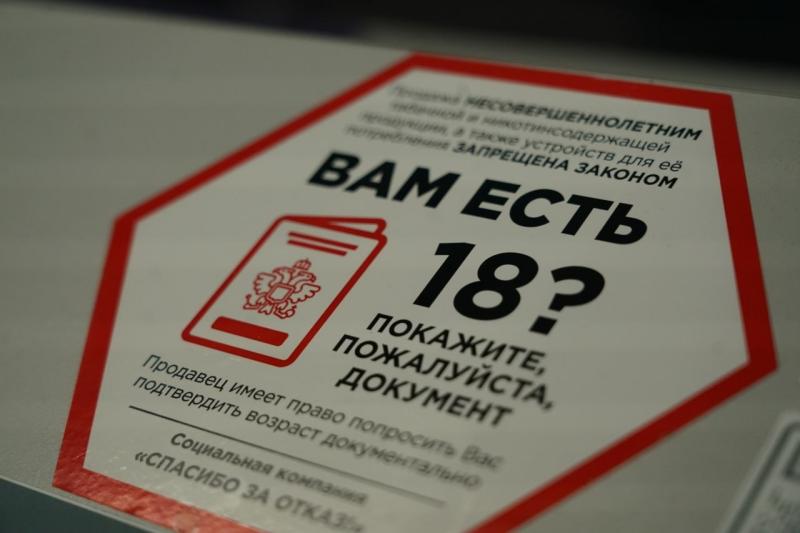 Продажа НЕСОВЕРШЕННОЛЕТНИМ
табачной и никотинсодержащей
продукции, а также устройств для её
потребления ЗАПРЕЩЕНА ЗАКОНОМ
ВАМ ЕСТЬ
18?
ПОКАЖИТЕ,
ПОЖАЛУЙСТА,
ДОКУМЕНТ
Продавец имеет право попросить Вас
подтвердить возраст документально
Социальная кампания
«СПАСИБО ЗА ОТКАЗ!»